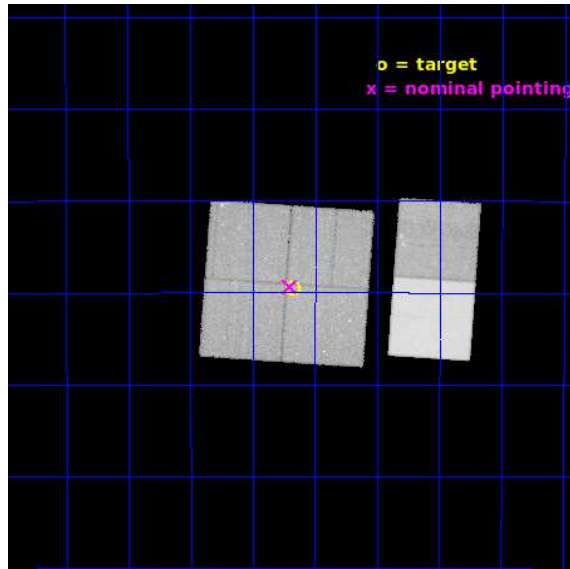 o = target
x = nominal pointing